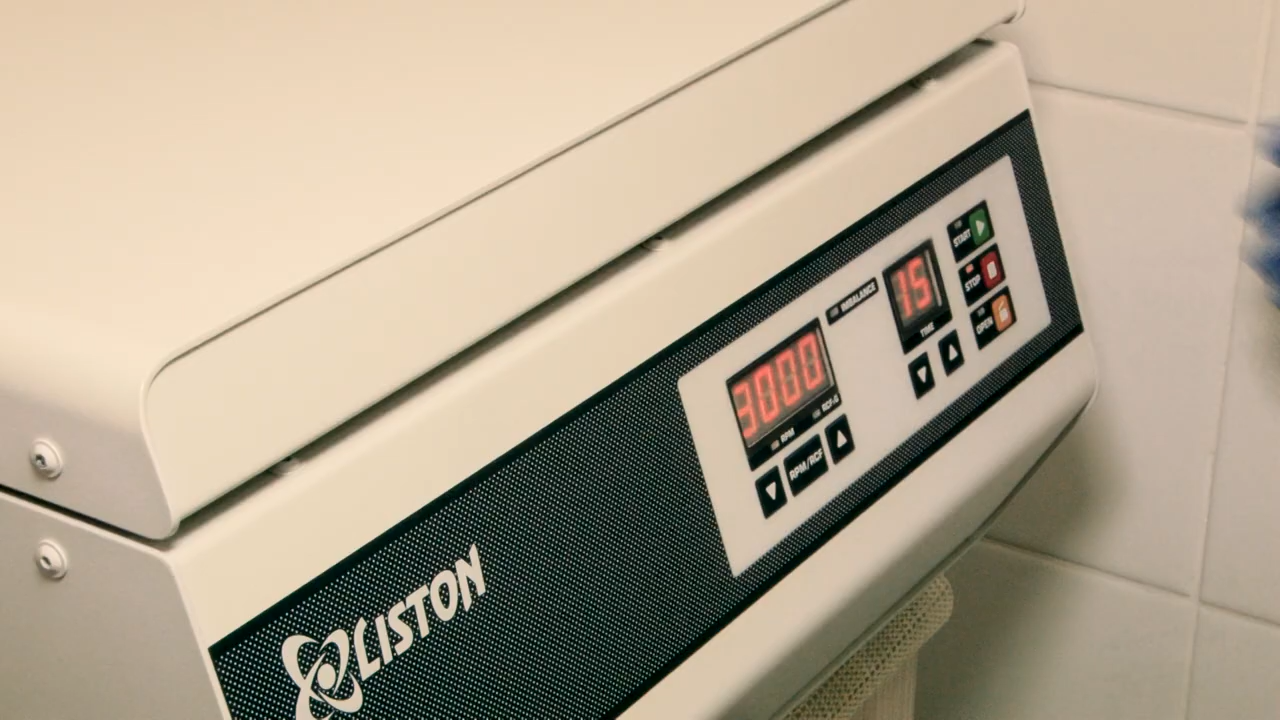 LISTON
3000
RPM
RCF-G
RPM/RCF
IMBALANCE
15
TIME
START
STOP
OPEN